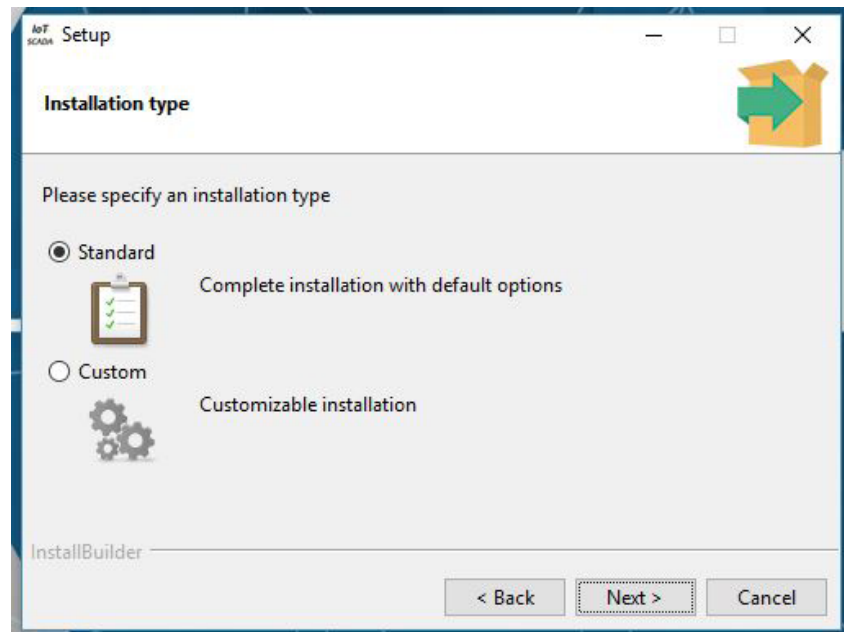 IoT
SCADA
Setup
Installation type
Please specify an installation type
Standard
Complete installation with default options
Custom
Customizable installation
InstallBuilder
< Back
Next >
Cancel